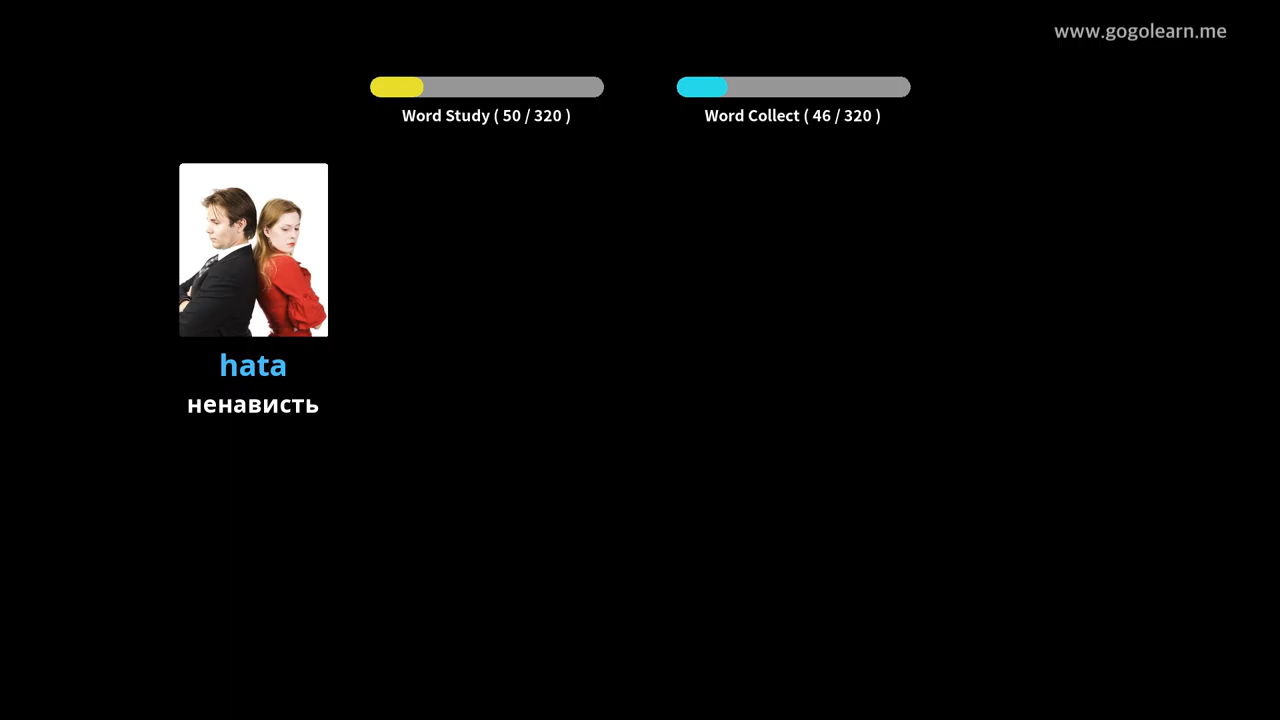 www.gogolearn.me
Word Study ( 50 / 320 )
Word Collect ( 46 / 320 )
hata
ненависть